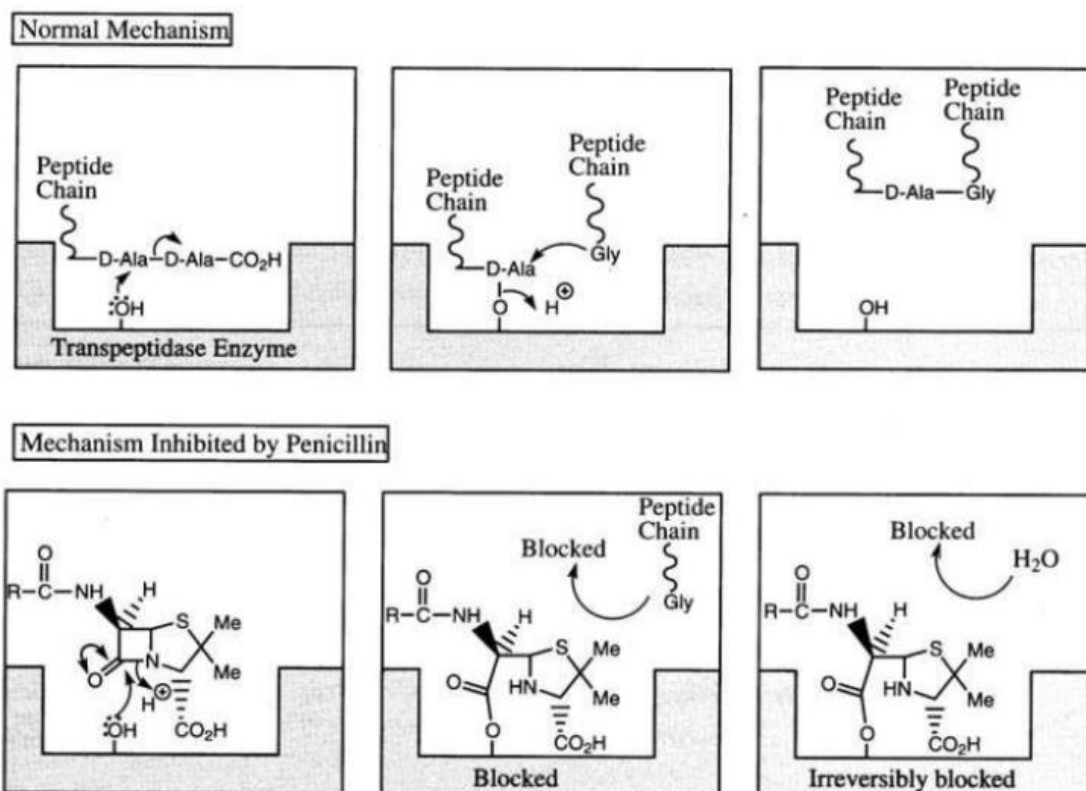 Normal Mechanism
Peptide
Chain
D-Ala–D-Ala–CO₂H
:ÖH
Transpeptidase Enzyme
Peptide
Chain
Peptide
Chain
Gly
D-Ala
O
H ⊕
Peptide
Chain
Peptide
Chain
D-Ala–Gly
OH
Mechanism Inhibited by Penicillin
O
R–C–NH
H
S
Me
Me
N
O
H ⊕
:ÖH
CO₂H
Peptide
Chain
Blocked
Gly
O
R–C–NH
H
S
Me
Me
O
HN
O
CO₂H
Blocked
Blocked
H₂O
O
R–C–NH
H
S
Me
Me
O
HN
O
CO₂H
Irreversibly blocked